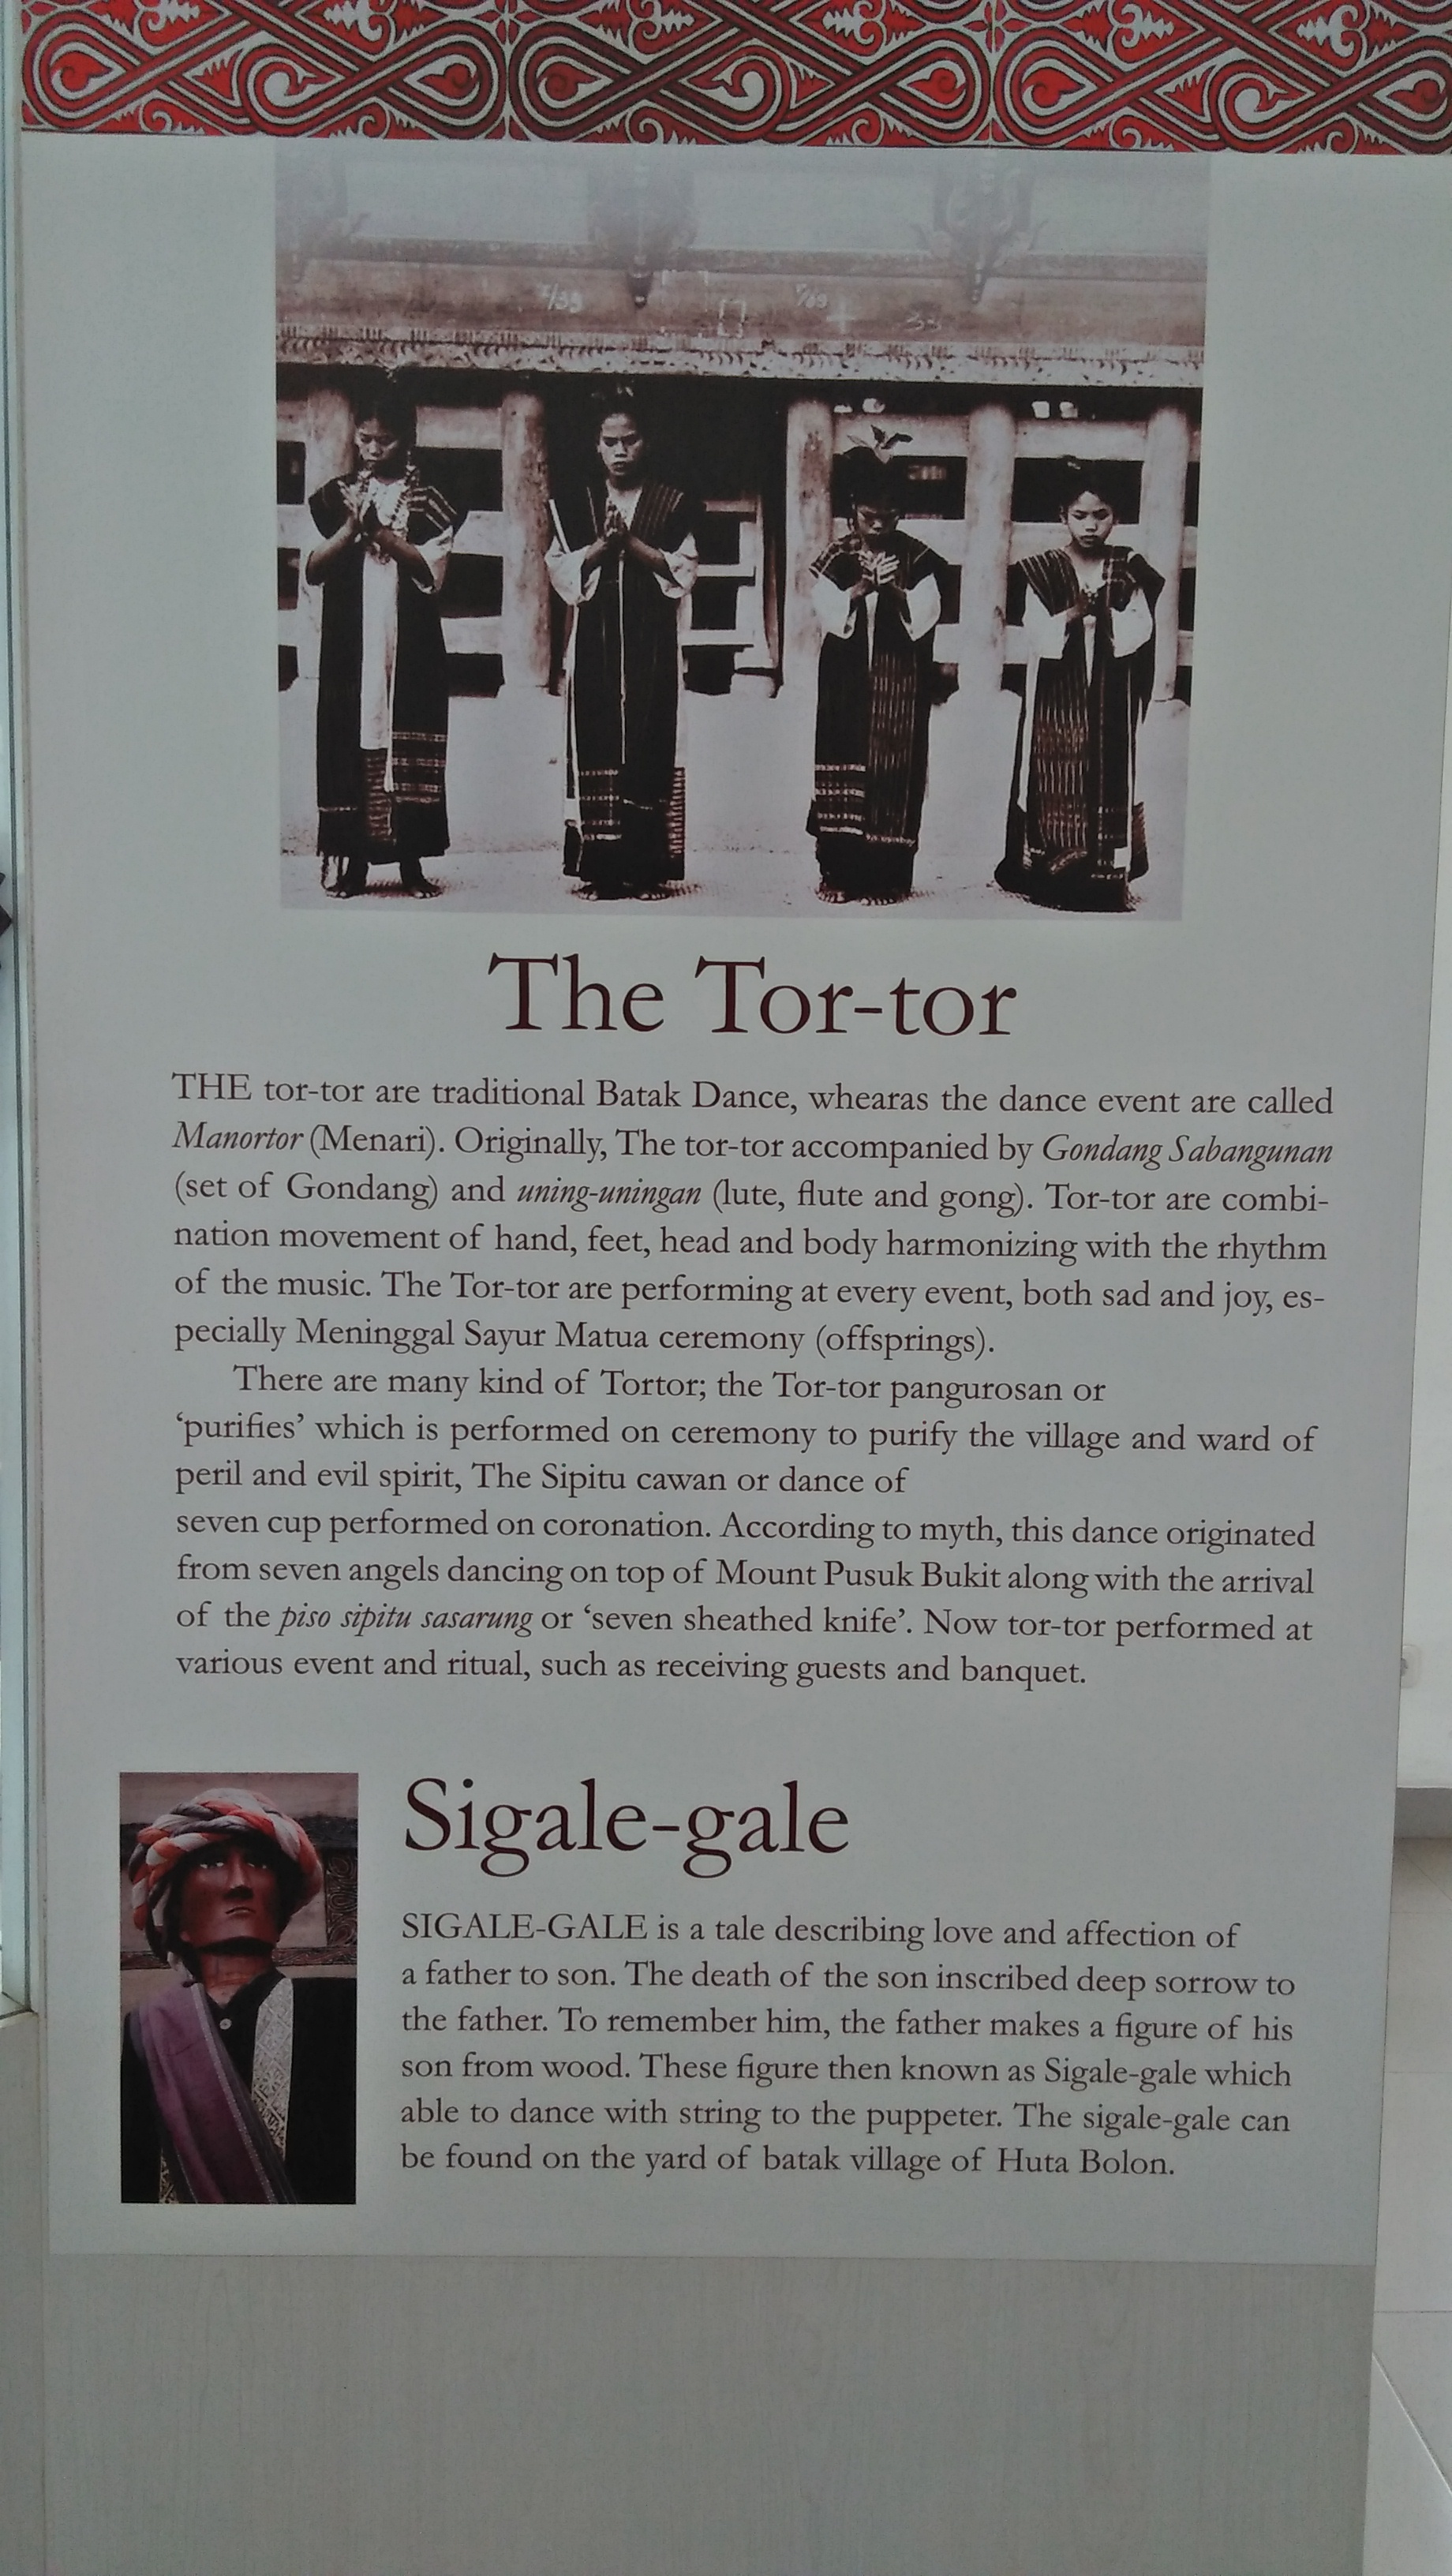 The Tor-tor
THE tor-tor are traditional Batak Dance, whearas the dance event are called
Manortor (Menari). Originally, The tor-tor accompanied by Gondang Sabangunan
(set of Gondang) and uning-uningan (lute, flute and gong). Tor-tor are combi-
nation movement of hand, feet, head and body harmonizing with the rhythm
of the music. The Tor-tor are performing at every event, both sad and joy, es-
pecially Meninggal Sayur Matua ceremony (offsprings).
There are many kind of Tortor; the Tor-tor pangurosan or
‘purifies’ which is performed on ceremony to purify the village and ward of
peril and evil spirit, The Sipitu cawan or dance of
seven cup performed on coronation. According to myth, this dance originated
from seven angels dancing on top of Mount Pusuk Bukit along with the arrival
of the piso sipitu sasarung or ‘seven sheathed knife’. Now tor-tor performed at
various event and ritual, such as receiving guests and banquet.
Sigale-gale
SIGALE-GALE is a tale describing love and affection of
a father to son. The death of the son inscribed deep sorrow to
the father. To remember him, the father makes a figure of his
son from wood. These figure then known as Sigale-gale which
able to dance with string to the puppeter. The sigale-gale can
be found on the yard of batak village of Huta Bolon.